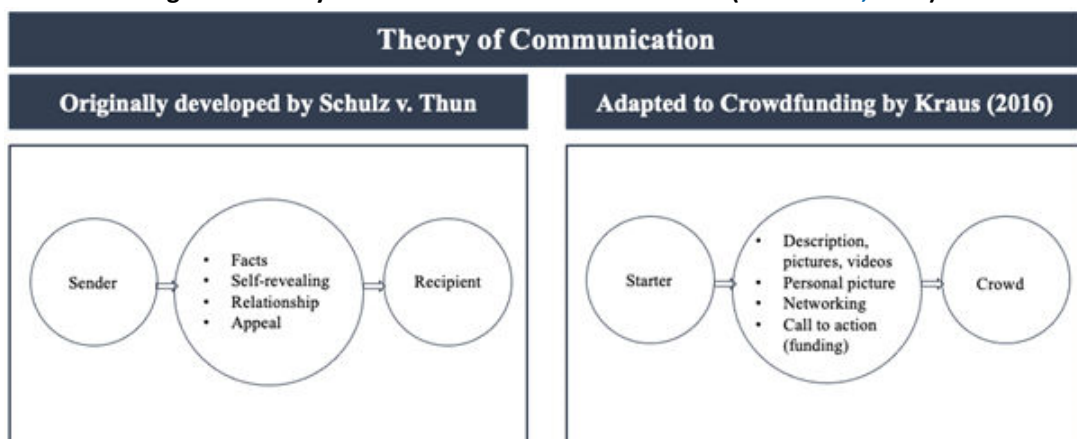 Theory of Communication
Originally developed by Schulz v. Thun
Sender
• Facts
• Self-revealing
• Relationship
• Appeal
Recipient
Adapted to Crowdfunding by Kraus (2016)
Starter
• Description,
pictures, videos
• Personal picture
• Networking
• Call to action
(funding)
Crowd